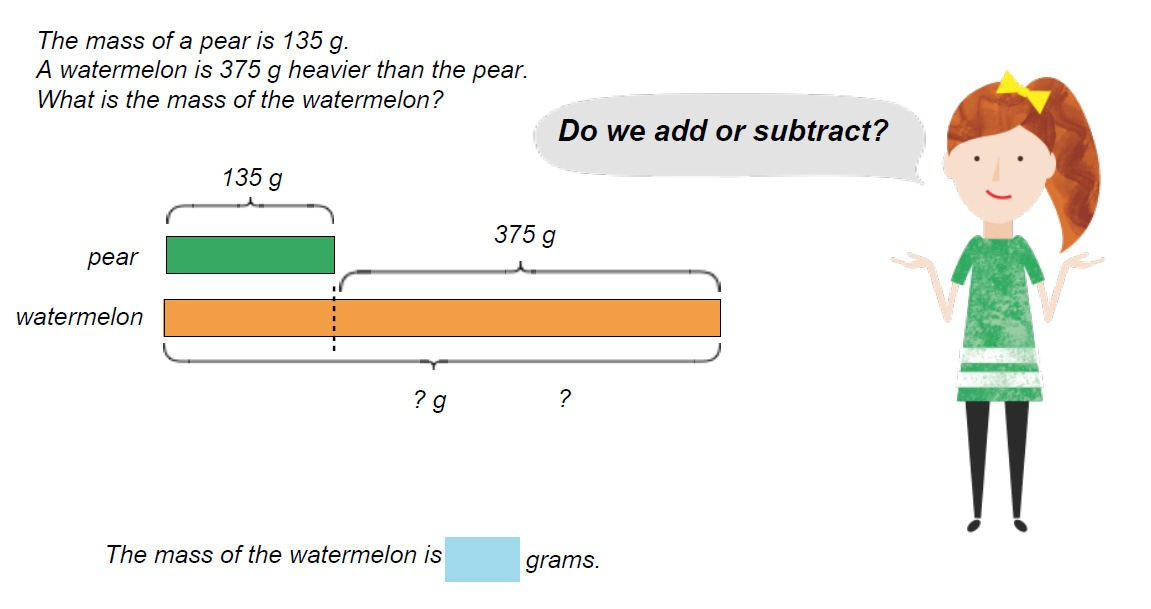 The mass of a pear is 135 g.
A watermelon is 375 g heavier than the pear.
What is the mass of the watermelon?
Do we add or subtract?
135 g
375 g
pear
watermelon
? g ?
The mass of the watermelon is grams.